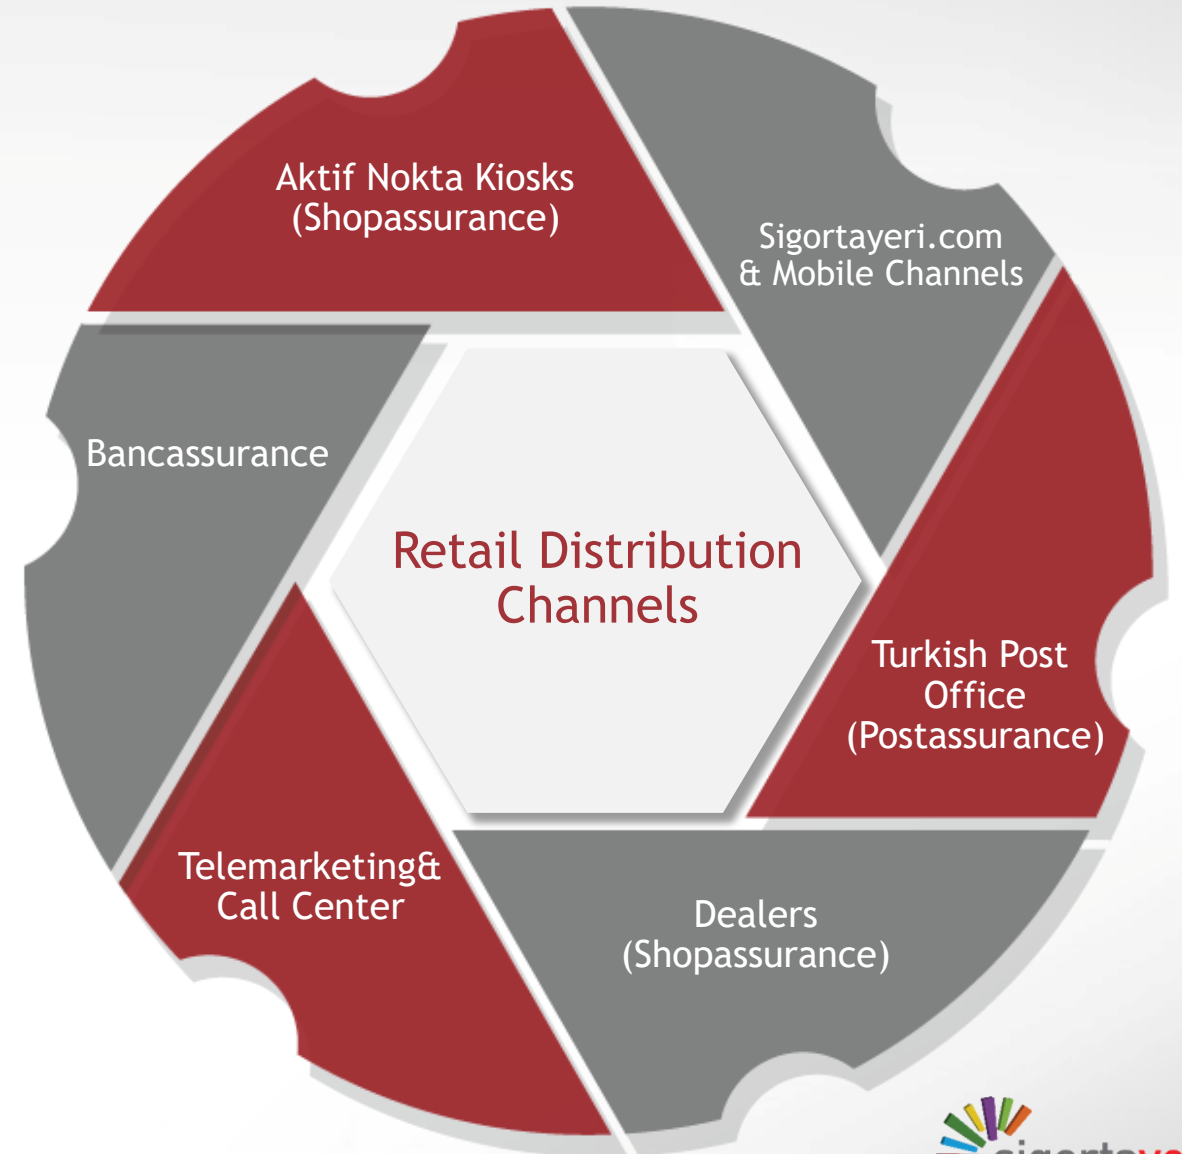 Aktif Nokta Kiosks
(Shopassurance)
Sigortayeri.com
& Mobile Channels
Bancassurance
Retail Distribution
Channels
Turkish Post
Office
(Postassurance)
Telemarketing&
Call Center
Dealers
(Shopassurance)